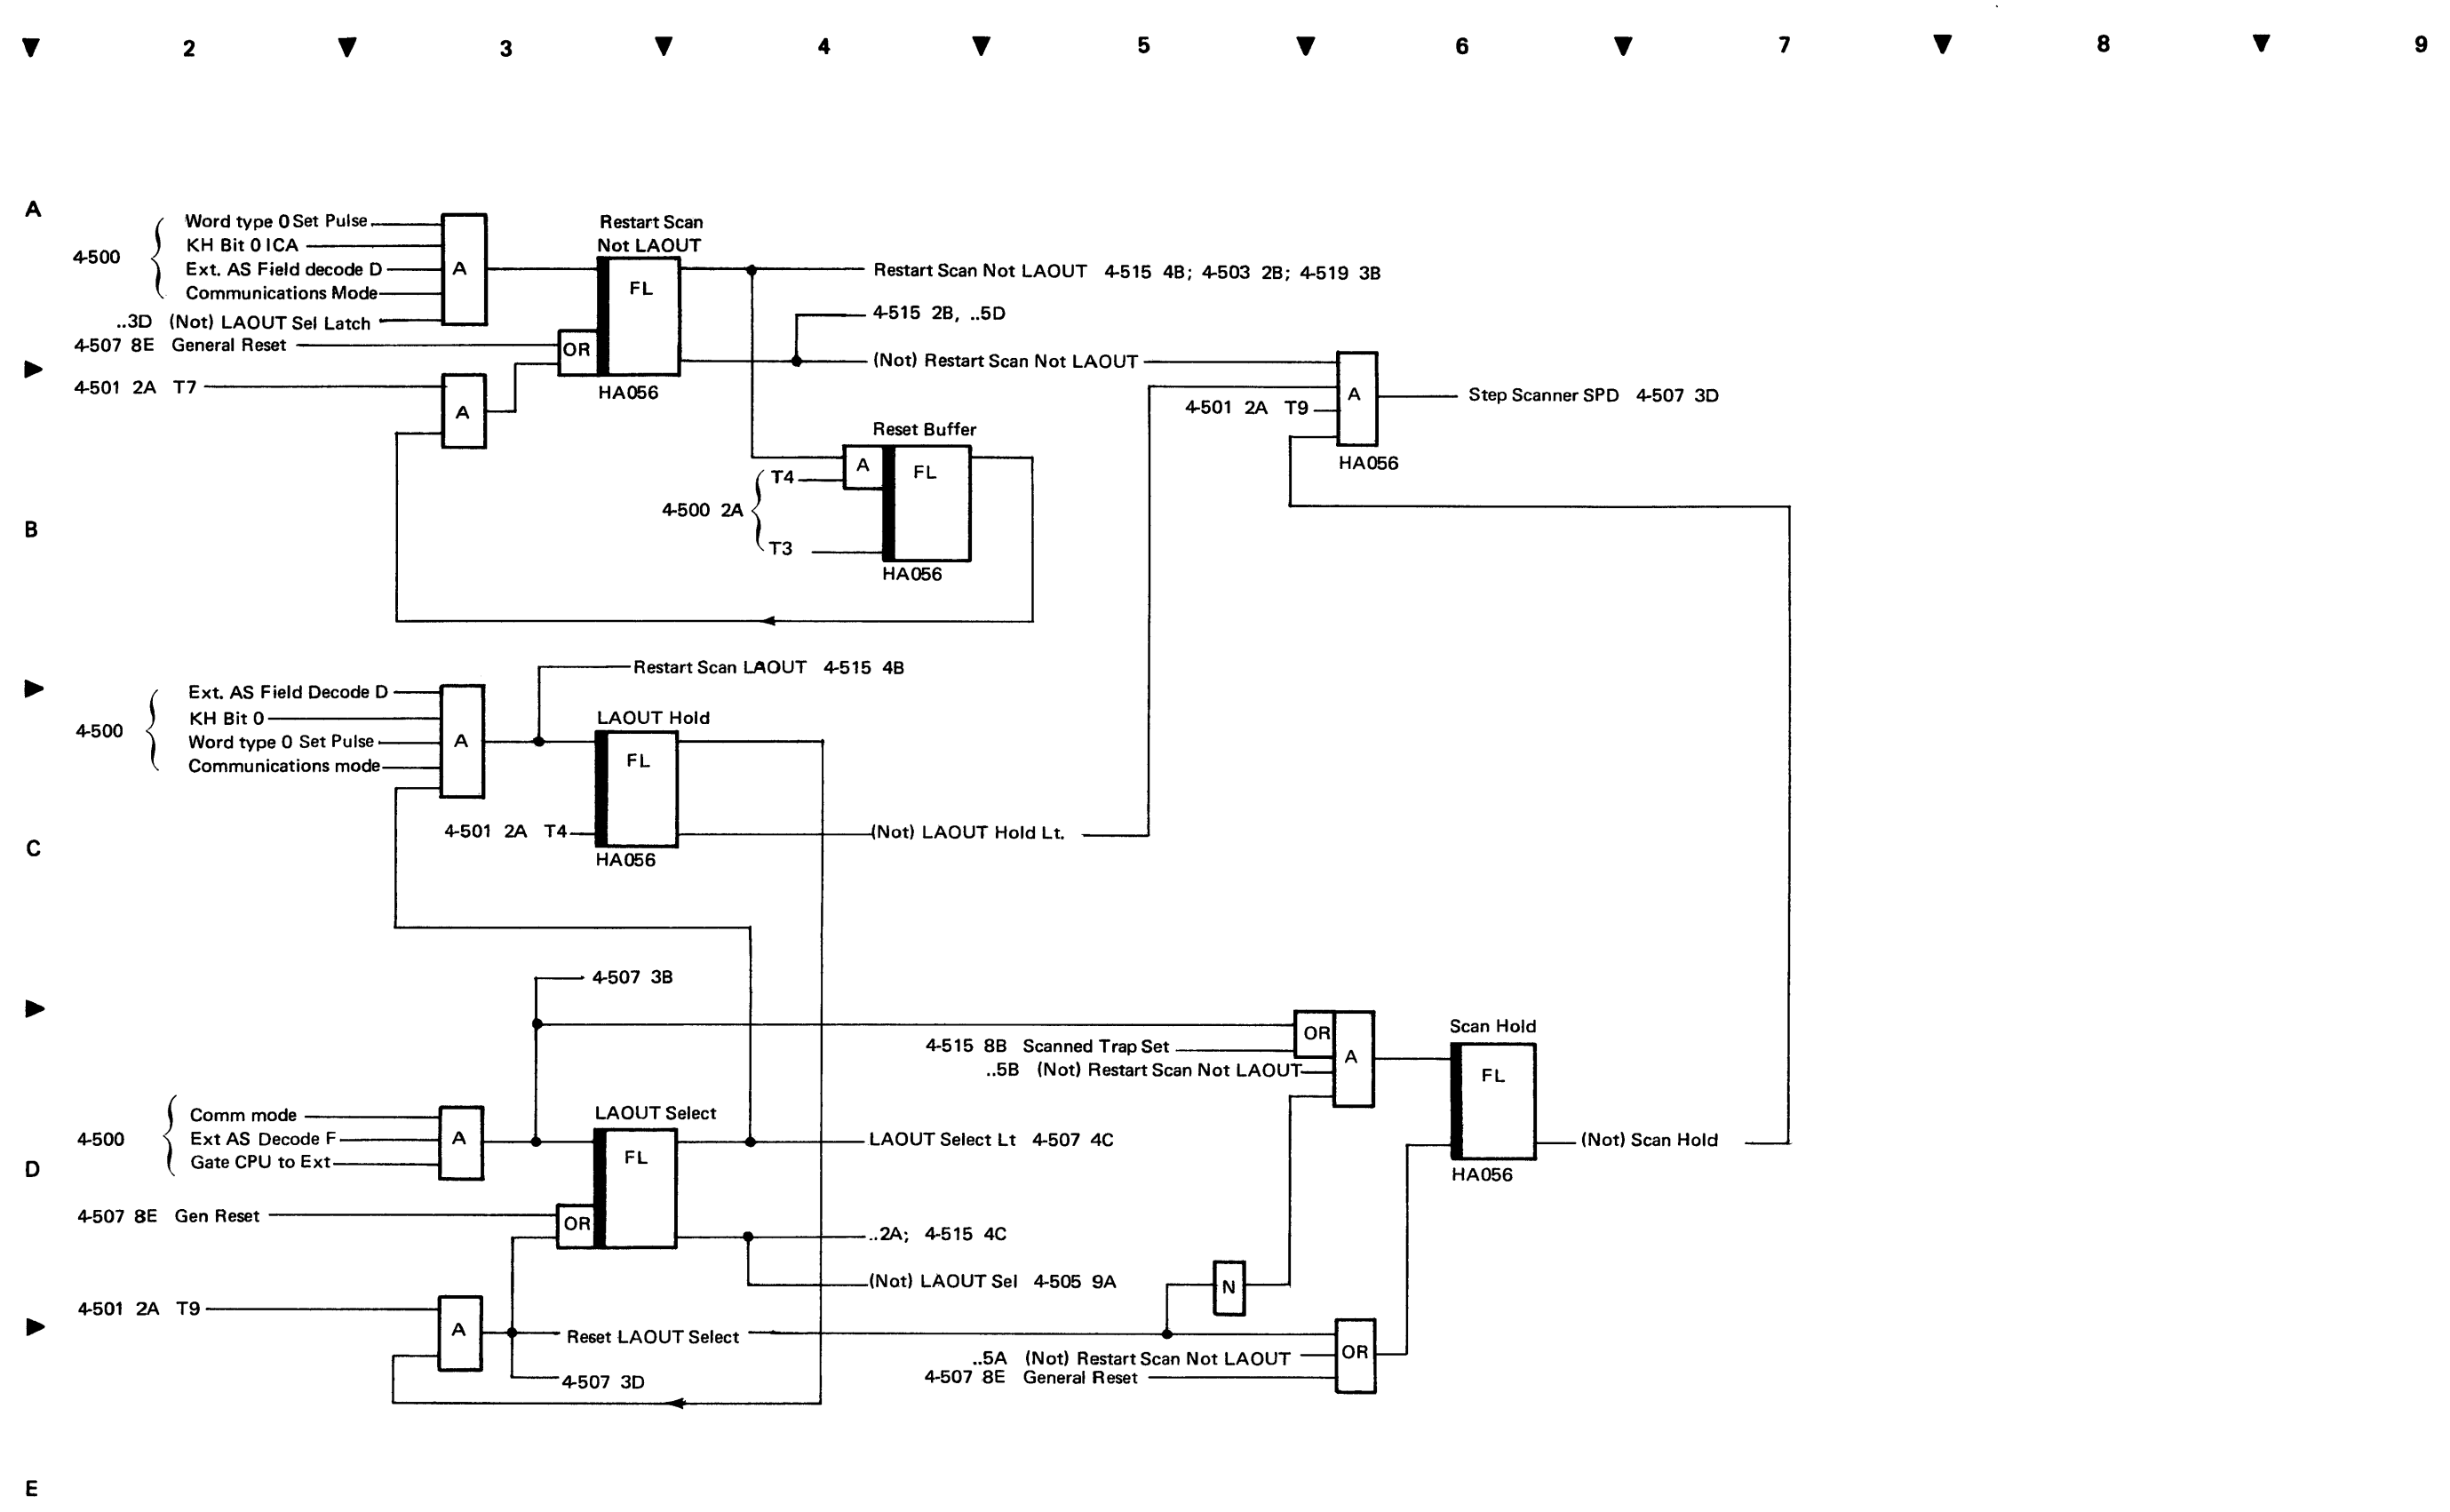 2 3 4 5 6 7 8 9
A
Word type 0 Set Pulse
KH Bit 0 ICA
4-500
Ext. AS Field decode D
Communications Mode
..3D (Not) LAOUT Sel Latch
4-507 8E General Reset
4-501 2A T7
A
A
OR
Restart Scan
Not LAOUT
FL
HA056
Restart Scan Not LAOUT 4-515 4B; 4-503 2B; 4-519 3B
4-515 2B, ..5D
(Not) Restart Scan Not LAOUT
4-501 2A T9
A
HA056
Step Scanner SPD 4-507 3D
Reset Buffer
A
FL
T4
4-500 2A
T3
HA056
B
Restart Scan LAOUT 4-515 4B
Ext. AS Field Decode D
KH Bit 0
4-500
Word type 0 Set Pulse
Communications mode
A
LAOUT Hold
FL
4-501 2A T4
HA056
(Not) LAOUT Hold Lt.
C
4-507 3B
OR
A
4-515 8B Scanned Trap Set
..5B (Not) Restart Scan Not LAOUT
Scan Hold
FL
HA056
(Not) Scan Hold
Comm mode
4-500
Ext AS Decode F
Gate CPU to Ext
A
LAOUT Select
FL
LAOUT Select Lt 4-507 4C
D
4-507 8E Gen Reset
OR
..2A; 4-515 4C
(Not) LAOUT Sel 4-505 9A
N
4-501 2A T9
A
Reset LAOUT Select
..5A (Not) Restart Scan Not LAOUT
OR
4-507 8E General Reset
4-507 3D
E